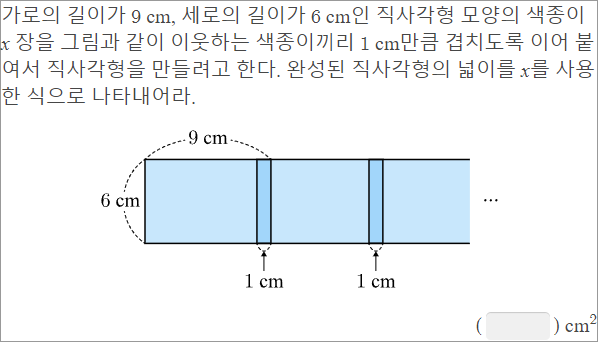 가로의 길이가 9 cm, 세로의 길이가 6 cm인 직사각형 모양의 색종이
x 장을 그림과 같이 이웃하는 색종이끼리 1 cm만큼 겹치도록 이어 붙
여서 직사각형을 만들려고 한다. 완성된 직사각형의 넓이를 x를 사용
한 식으로 나타내어라.
9 cm
6 cm
...
1 cm 1 cm
( ) cm²